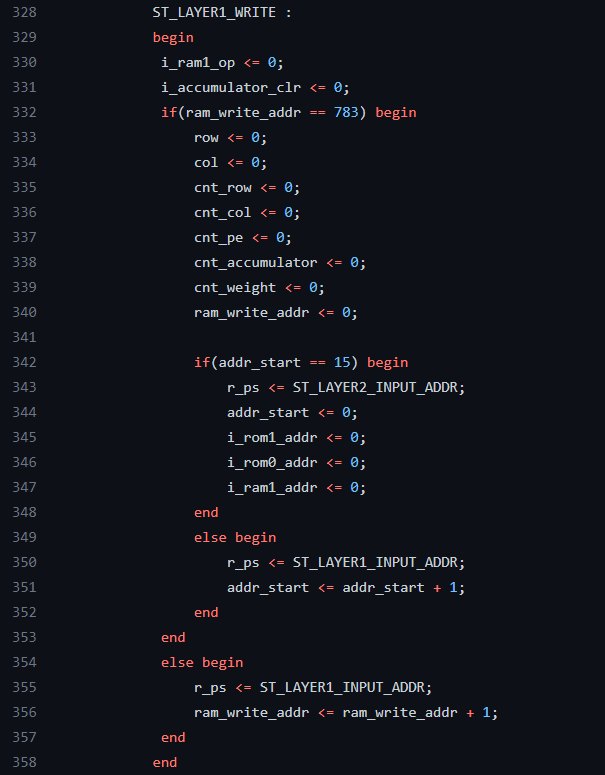 328 ST_LAYER1_WRITE :
329 begin
330 i_ram1_op <= 0;
331 i_accumulator_clr <= 0;
332 if(ram_write_addr == 783) begin
333 row <= 0;
334 col <= 0;
335 cnt_row <= 0;
336 cnt_col <= 0;
337 cnt_pe <= 0;
338 cnt_accumulator <= 0;
339 cnt_weight <= 0;
340 ram_write_addr <= 0;
341
342 if(addr_start == 15) begin
343 r_ps <= ST_LAYER2_INPUT_ADDR;
344 addr_start <= 0;
345 i_rom1_addr <= 0;
346 i_rom0_addr <= 0;
347 i_ram1_addr <= 0;
348 end
349 else begin
350 r_ps <= ST_LAYER1_INPUT_ADDR;
351 addr_start <= addr_start + 1;
352 end
353 end
354 else begin
355 r_ps <= ST_LAYER1_INPUT_ADDR;
356 ram_write_addr <= ram_write_addr + 1;
357 end
358 end